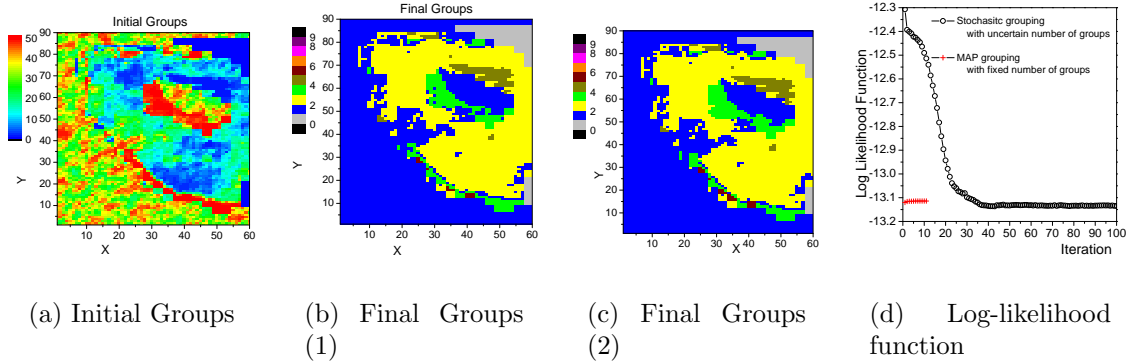 Initial Groups
50
40
30
20
10
0
90
80
70
60
50
40
30
20
10
Y
10 20 30 40 50 60
X
Final Groups
9
8
6
4
2
0
90
80
70
60
50
40
30
20
10
Y
10 20 30 40 50 60
X
9
8
6
4
2
0
90
80
70
60
50
40
30
20
10
Y
10 20 30 40 50 60
X
-12.3
-12.4
-12.5
-12.6
-12.7
-12.8
-12.9
-13.0
-13.1
-13.2
Log Likelihood Function
Stochasitc grouping
with uncertain number of groups
MAP grouping
with fixed number of groups
0 10 20 30 40 50 60 70 80 90 100
Iteration
(a) Initial Groups
(b) Final Groups
(1)
(c) Final Groups
(2)
(d) Log-likelihood
function